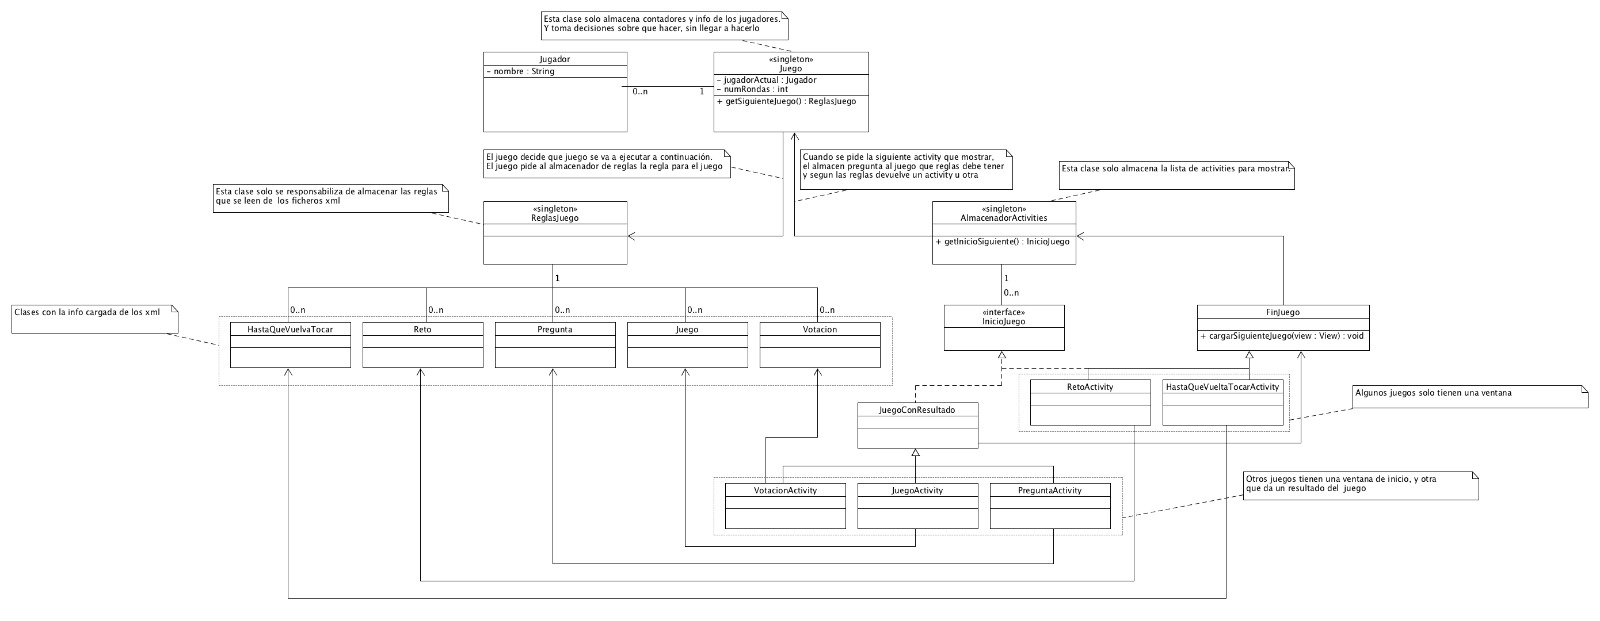 Esta clase solo almacena contadores y info de los jugadores.
Y toma decisiones sobre que hacer, sin llegar a hacerlo
Jugador
- nombre : String
«singleton»
Juego
- jugadorActual : Jugador
- numRondas : int
+ getSiguienteJuego() : ReglasJuego
0..n
1
El juego decide que juego se va a ejecutar a continuación.
El juego pide al almacenador de reglas la regla para el juego
Cuando se pide la siguiente activity que mostrar,
el almacen pregunta al juego que reglas debe tener
y segun las reglas devuelve un activity u otra
Esta clase solo almacena la lista de activities para mostrar.
Esta clase solo se responsabiliza de almacenar las reglas
que se leen de los ficheros xml
«singleton»
ReglasJuego
«singleton»
AlmacenadorActivities
+ getInicioSiguiente() : InicioJuego
1
0..n
0..n
0..n
0..n
0..n
1
0..n
Clases con la info cargada de los xml
HastaQueVuelvaTocar
Reto
Pregunta
Juego
Votacion
«interface»
InicioJuego
FinJuego
+ cargarSiguienteJuego(view : View) : void
RetoActivity
HastaQueVueltaTocarActivity
Algunos juegos solo tienen una ventana
JuegoConResultado
VotacionActivity
JuegoActivity
PreguntaActivity
Otros juegos tienen una ventana de inicio, y otra
que da un resultado del juego